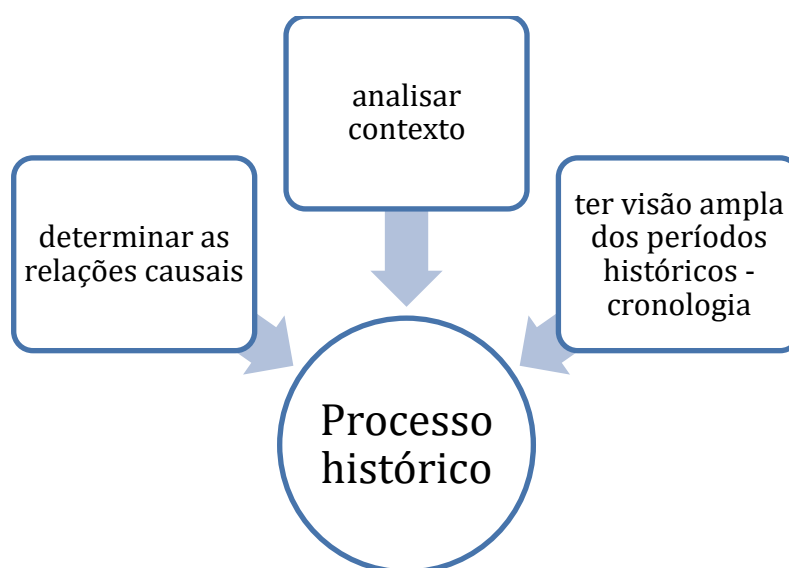 analisar
contexto
determinar as
relações causais
ter visão ampla
dos períodos
históricos -
cronologia
Processo
histórico